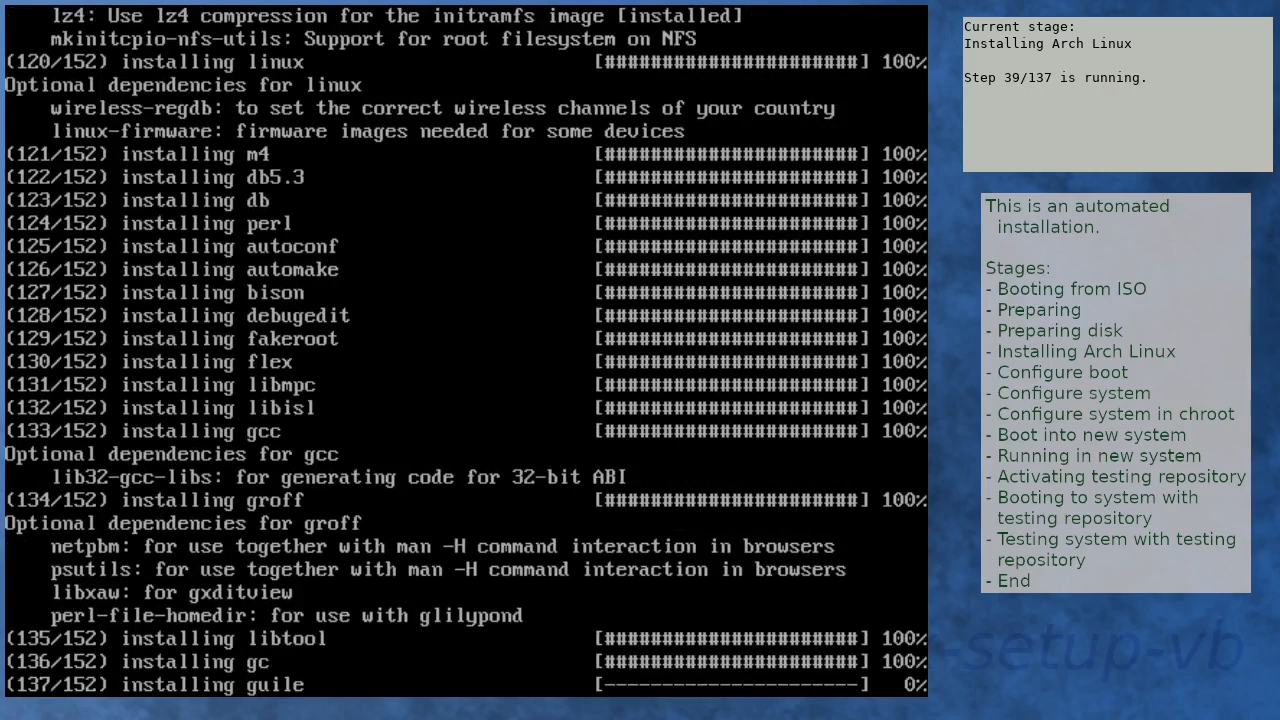 lz4: Use lz4 compression for the initramfs image [installed]
    mkinitcpio-nfs-utils: Support for root filesystem on NFS
(120/152) installing linux [######################] 100%
Optional dependencies for linux
    wireless-regdb: to set the correct wireless channels of your country
    linux-firmware: firmware images needed for some devices
(121/152) installing m4 [######################] 100%
(122/152) installing db5.3 [######################] 100%
(123/152) installing db [######################] 100%
(124/152) installing perl [######################] 100%
(125/152) installing autoconf [######################] 100%
(126/152) installing automake [######################] 100%
(127/152) installing bison [######################] 100%
(128/152) installing debugedit [######################] 100%
(129/152) installing fakeroot [######################] 100%
(130/152) installing flex [######################] 100%
(131/152) installing libmpc [######################] 100%
(132/152) installing libisl [######################] 100%
(133/152) installing gcc [######################] 100%
Optional dependencies for gcc
    lib32-gcc-libs: for generating code for 32-bit ABI
(134/152) installing groff [######################] 100%
Optional dependencies for groff
    netpbm: for use together with man -H command interaction in browsers
    psutils: for use together with man -H command interaction in browsers
    libxaw: for gxditview
    perl-file-homedir: for use with glilypond
(135/152) installing libtool [######################] 100%
(136/152) installing gc [######################] 100%
(137/152) installing guile [----------------------] 0%
Current stage:
Installing Arch Linux
Step 39/137 is running.
This is an automated
installation.
Stages:
- Booting from ISO
- Preparing
- Preparing disk
- Installing Arch Linux
- Configure boot
- Configure system
- Configure system in chroot
- Boot into new system
- Running in new system
- Activating testing repository
- Booting to system with
testing repository
- Testing system with testing
repository
- End
-setup-vb